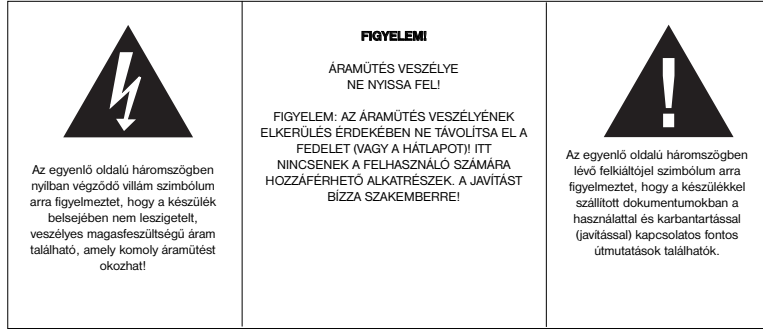 Az egyenlő oldalú háromszögben
nyílban végződő villám szimbólum
arra figyelmeztet, hogy a készülék
belsejében nem leszigetelt,
veszélyes magasfeszültségű áram
található, amely komoly áramütést
okozhat!
FIGYELEM!
ÁRAMÜTÉS VESZÉLYE
NE NYISSA FEL!
FIGYELEM: AZ ÁRAMÜTÉS VESZÉLYÉNEK
ELKERÜLÉS ÉRDEKÉBEN NE TÁVOLÍTSA EL A
FEDELET (VAGY A HÁTLAPOT)! ITT
NINCSENEK A FELHASZNÁLÓ SZÁMÁRA
HOZZÁFÉRHETŐ ALKATRÉSZEK. A JAVÍTÁST
BÍZZA SZAKEMBERRE!
!
Az egyenlő oldalú háromszögben
lévő felkiáltójel szimbólum arra
figyelmeztet, hogy a készülékkel
szállított dokumentumokban a
használattal és karbantartással
(javítással) kapcsolatos fontos
útmutatások találhatók.